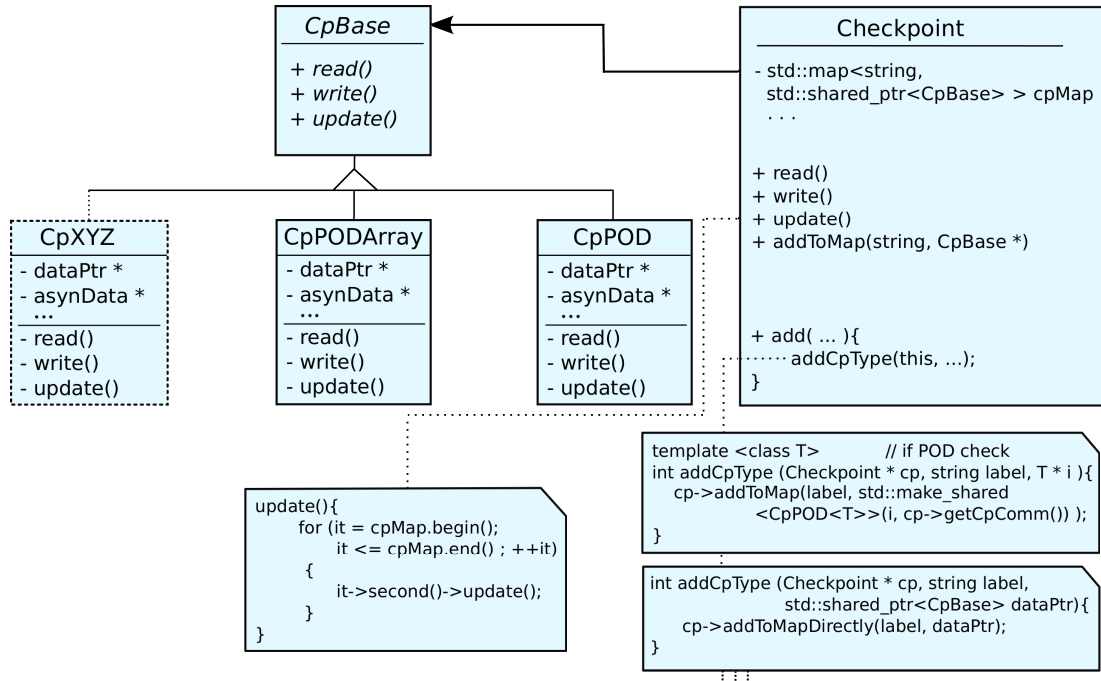 CpBase
+ read()
+ write()
+ update()
Checkpoint
- std::map<string,
std::shared_ptr<CpBase> > cpMap
. . .
+ read()
+ write()
+ update()
+ addToMap(string, CpBase *)
+ add( ... ){
addCpType(this, ...);
}
CpXYZ
- dataPtr *
- asynData *
...
- read()
- write()
- update()
CpPODArray
- dataPtr *
- asynData *
...
- read()
- write()
- update()
CpPOD
- dataPtr *
- asynData *
...
- read()
- write()
- update()
update(){
for (it = cpMap.begin();
it <= cpMap.end() ; ++it)
{
it->second()->update();
}
}
template <class T> // if POD check
int addCpType (Checkpoint * cp, string label, T * i ){
cp->addToMap(label, std::make_shared
<CpPOD<T>>(i, cp->getCpComm()) );
}
int addCpType (Checkpoint * cp, string label,
std::shared_ptr<CpBase> dataPtr){
cp->addToMapDirectly(label, dataPtr);
}